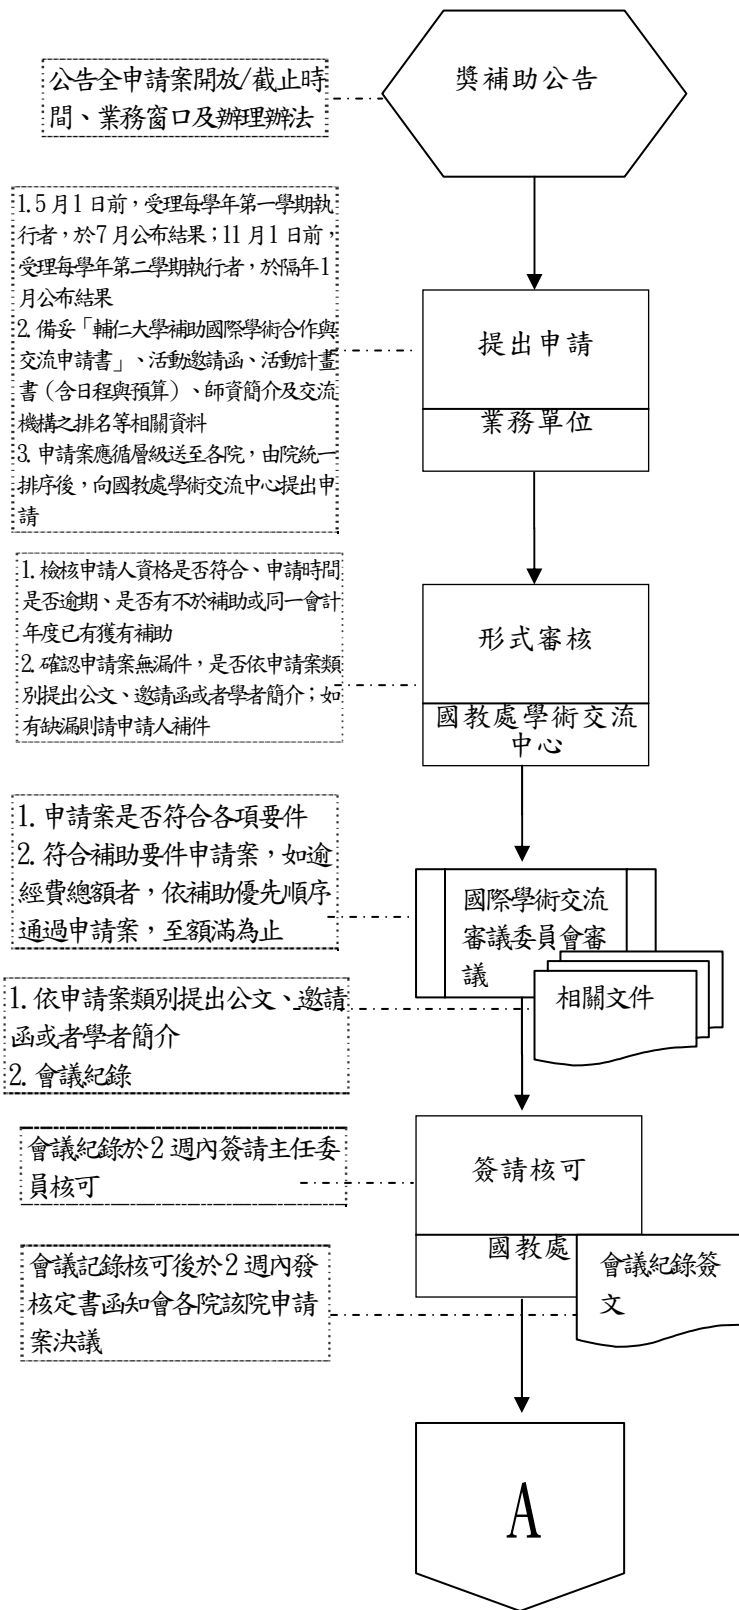 獎補助公告
公告全申請案開放/截止時
間、業務窗口及辦理辦法
1.5月1日前,受理每學年第一學期執
行者,於7月公布結果;11月1日前,
受理每學年第二學期執行者,於隔年1
月公布結果
2.備妥「輔仁大學補助國際學術合作與
交流申請書」、活動邀請函、活動計畫
書(含日程與預算)、師資簡介及交流
機構之排名等相關資料
3.申請案應循層級送至各院,由院統一
排序後,向國教處學術交流中心提出申
請
提出申請
業務單位
1.檢核申請人資格是否符合、申請時間
是否逾期、是否有不於補助或同一會計
年度已有獲有補助
2.確認申請案無漏件,是否依申請案類
別提出公文、邀請函或者學者簡介;如
有缺漏則請申請人補件
形式審核
國教處學術交流
中心
1.申請案是否符合各項要件
2.符合補助要件申請案,如逾
經費總額者,依補助優先順序
通過申請案,至額滿為止
國際學術交流
審議委員會審
議
相關文件
1.依申請案類別提出公文、邀請
函或者學者簡介
2.會議紀錄
會議紀錄於2週內簽請主任委
員核可
簽請核可
國教處
會議記錄核可後於2週內發
核定書函知會各院該院申請
案決議
會議紀錄簽
文
A